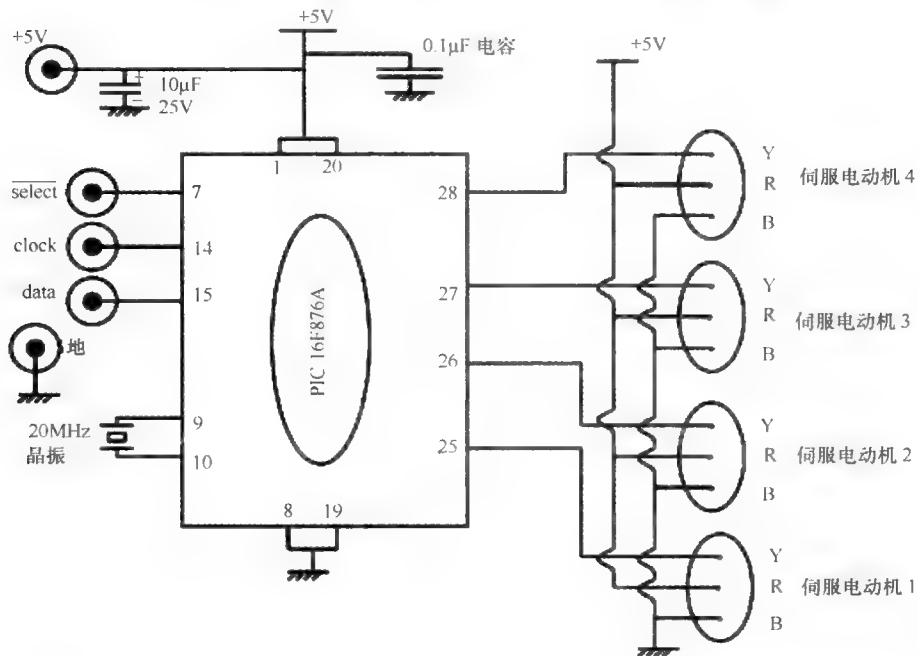 +5V
+5V
0.1μF 电容
+5V
+
10μF
−
25V
1
20
select
7
28
Y
R
伺服电动机 4
B
clock
14
data
15
27
Y
R
伺服电动机 3
B
地
PIC 16F876A
26
20MHz
晶振
9
10
25
Y
R
伺服电动机 2
B
8
19
Y
R
伺服电动机 1
B